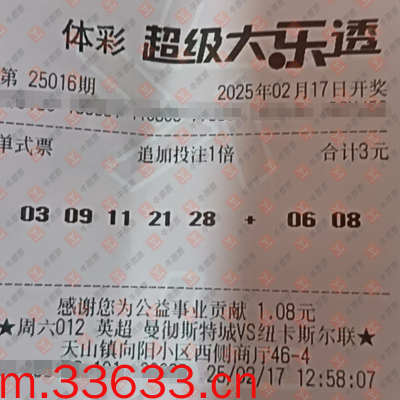 体彩 超级大乐透
第 25016期 2025年02月17日开奖
单式票 追加投注1倍 合计3元
03 09 11 21 28 + 06 08
感谢您为公益事业贡献 1.08元
★周六012 英超 曼彻斯特城VS纽卡斯尔联★
天山镇向阳小区西侧商厅46-4
25/02/17 12:58:07
m.33633.cn